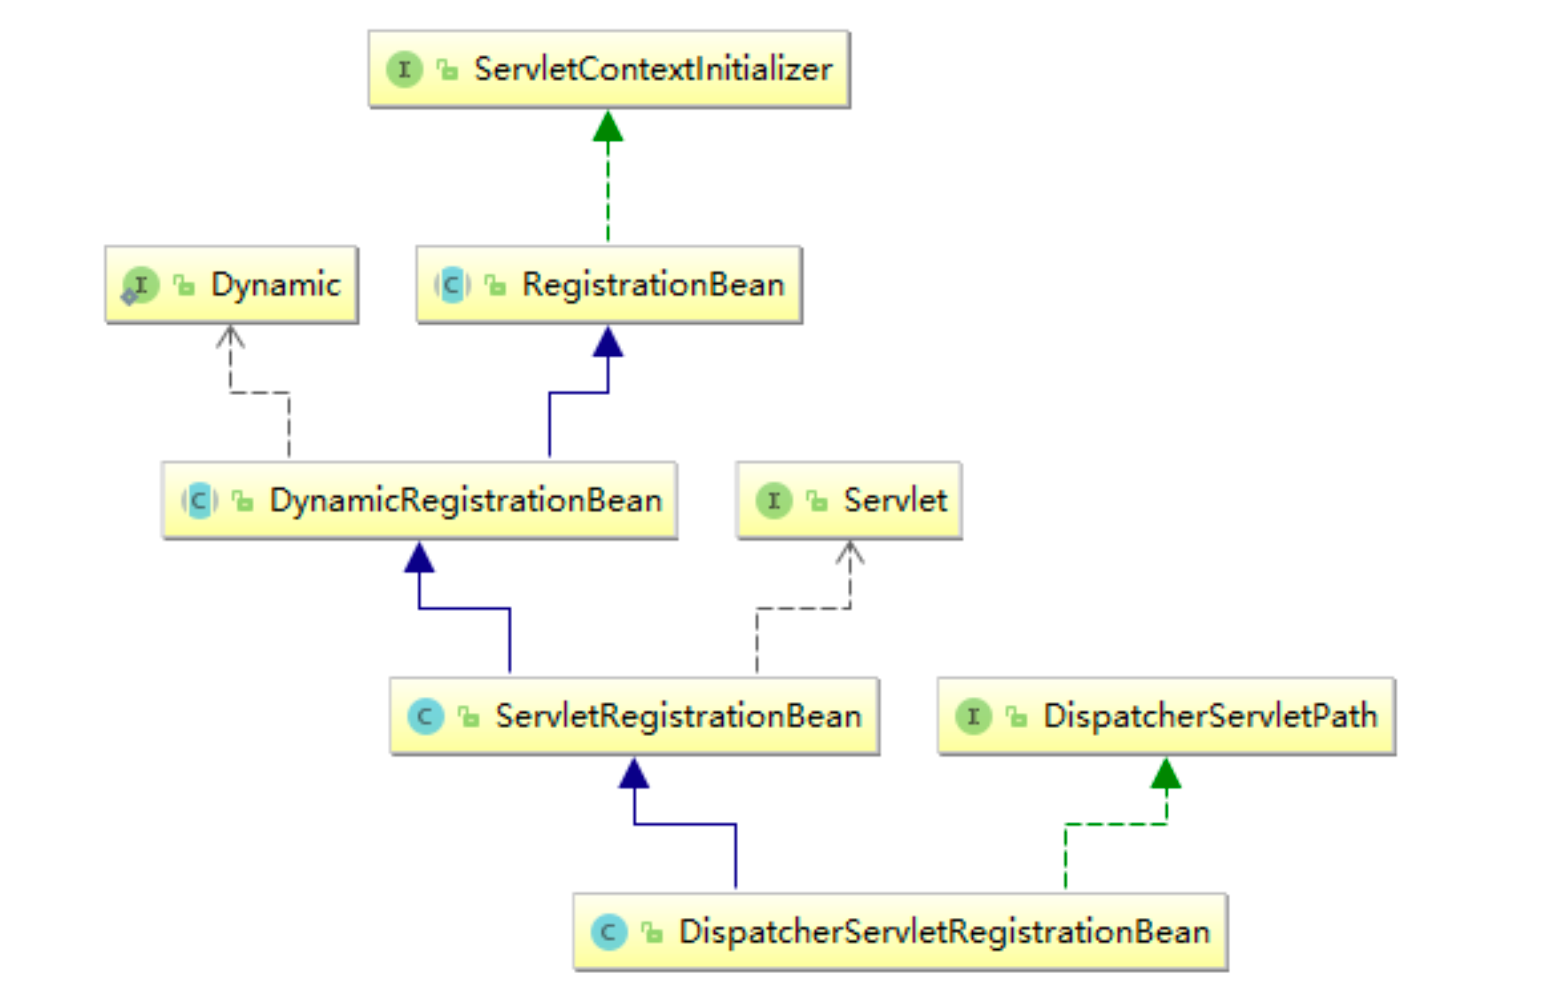 I ServletContextInitializer
I Dynamic
C RegistrationBean
C DynamicRegistrationBean
I Servlet
C ServletRegistrationBean
I DispatcherServletPath
C DispatcherServletRegistrationBean